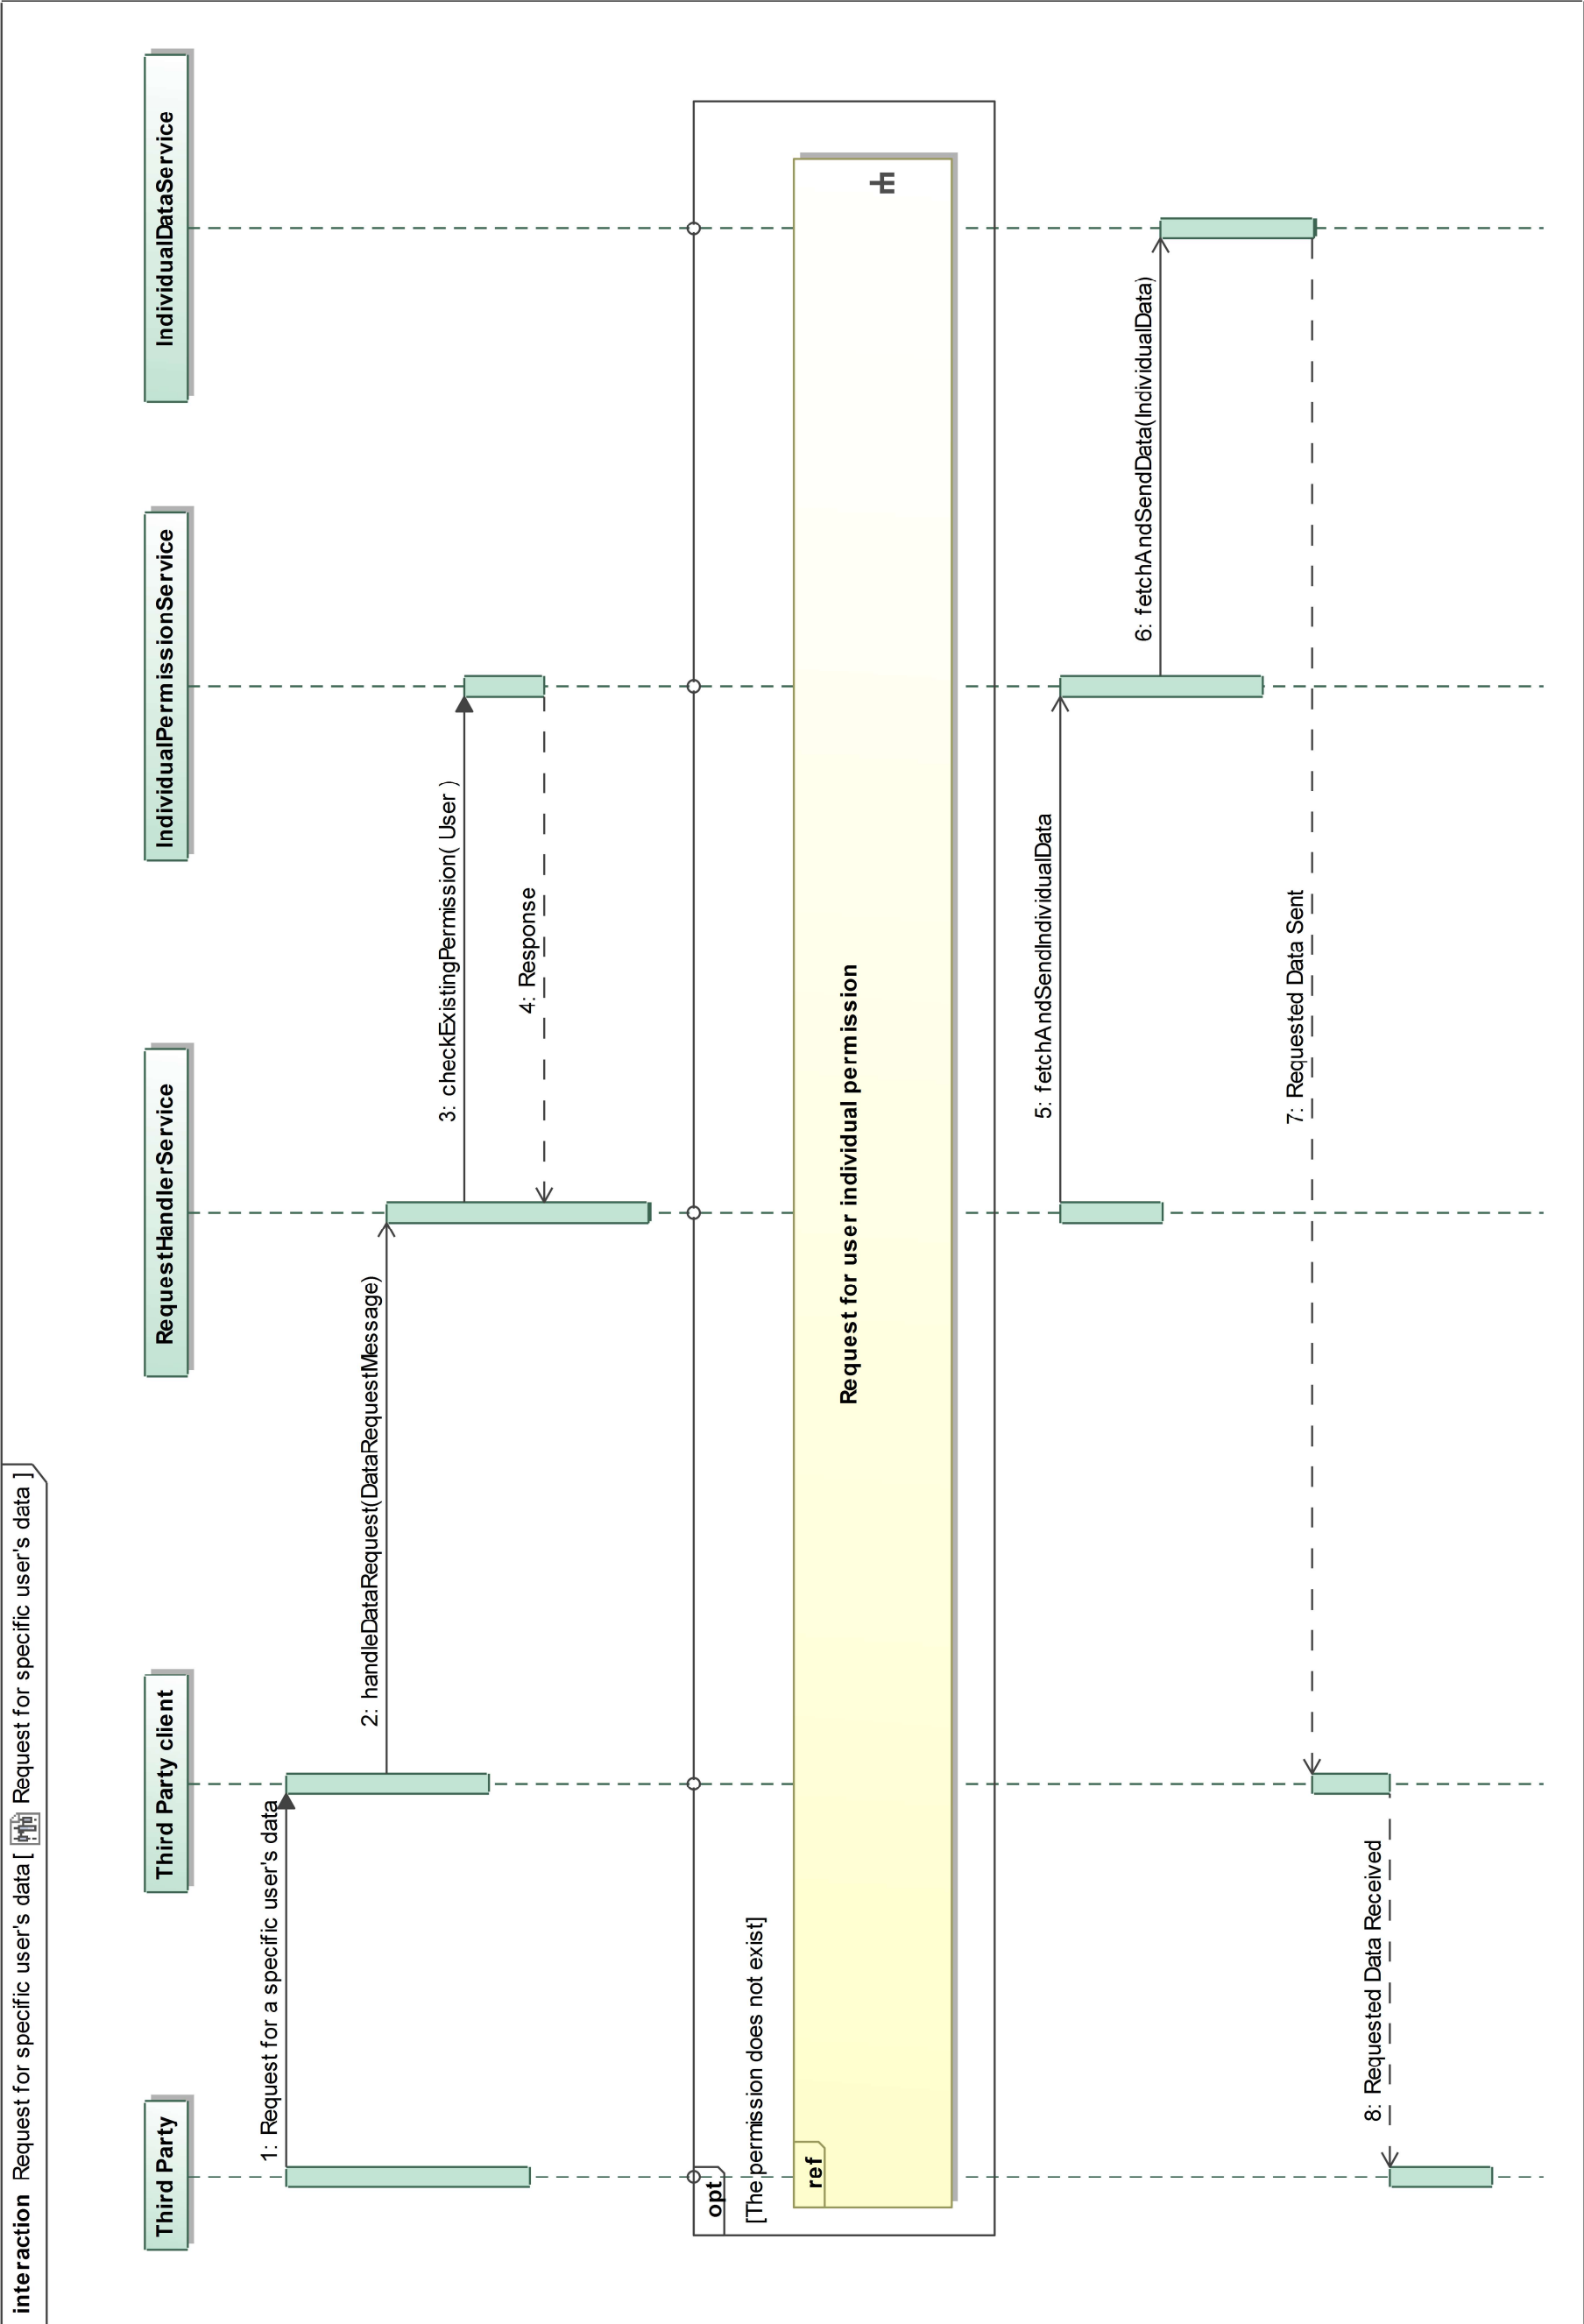 interaction Request for specific user's data [ Request for specific user's data ]
Third Party
Third Party client
RequestHandlerService
IndividualPermissionService
IndividualDataService
1: Request for a specific user's data
2: handleDataRequest(DataRequestMessage)
3: checkExistingPermission( User )
4: Response
opt
[The permission does not exist]
ref
Request for user individual permission
5: fetchAndSendIndividualData
6: fetchAndSendData(IndividualData)
7: Requested Data Sent
8: Requested Data Received